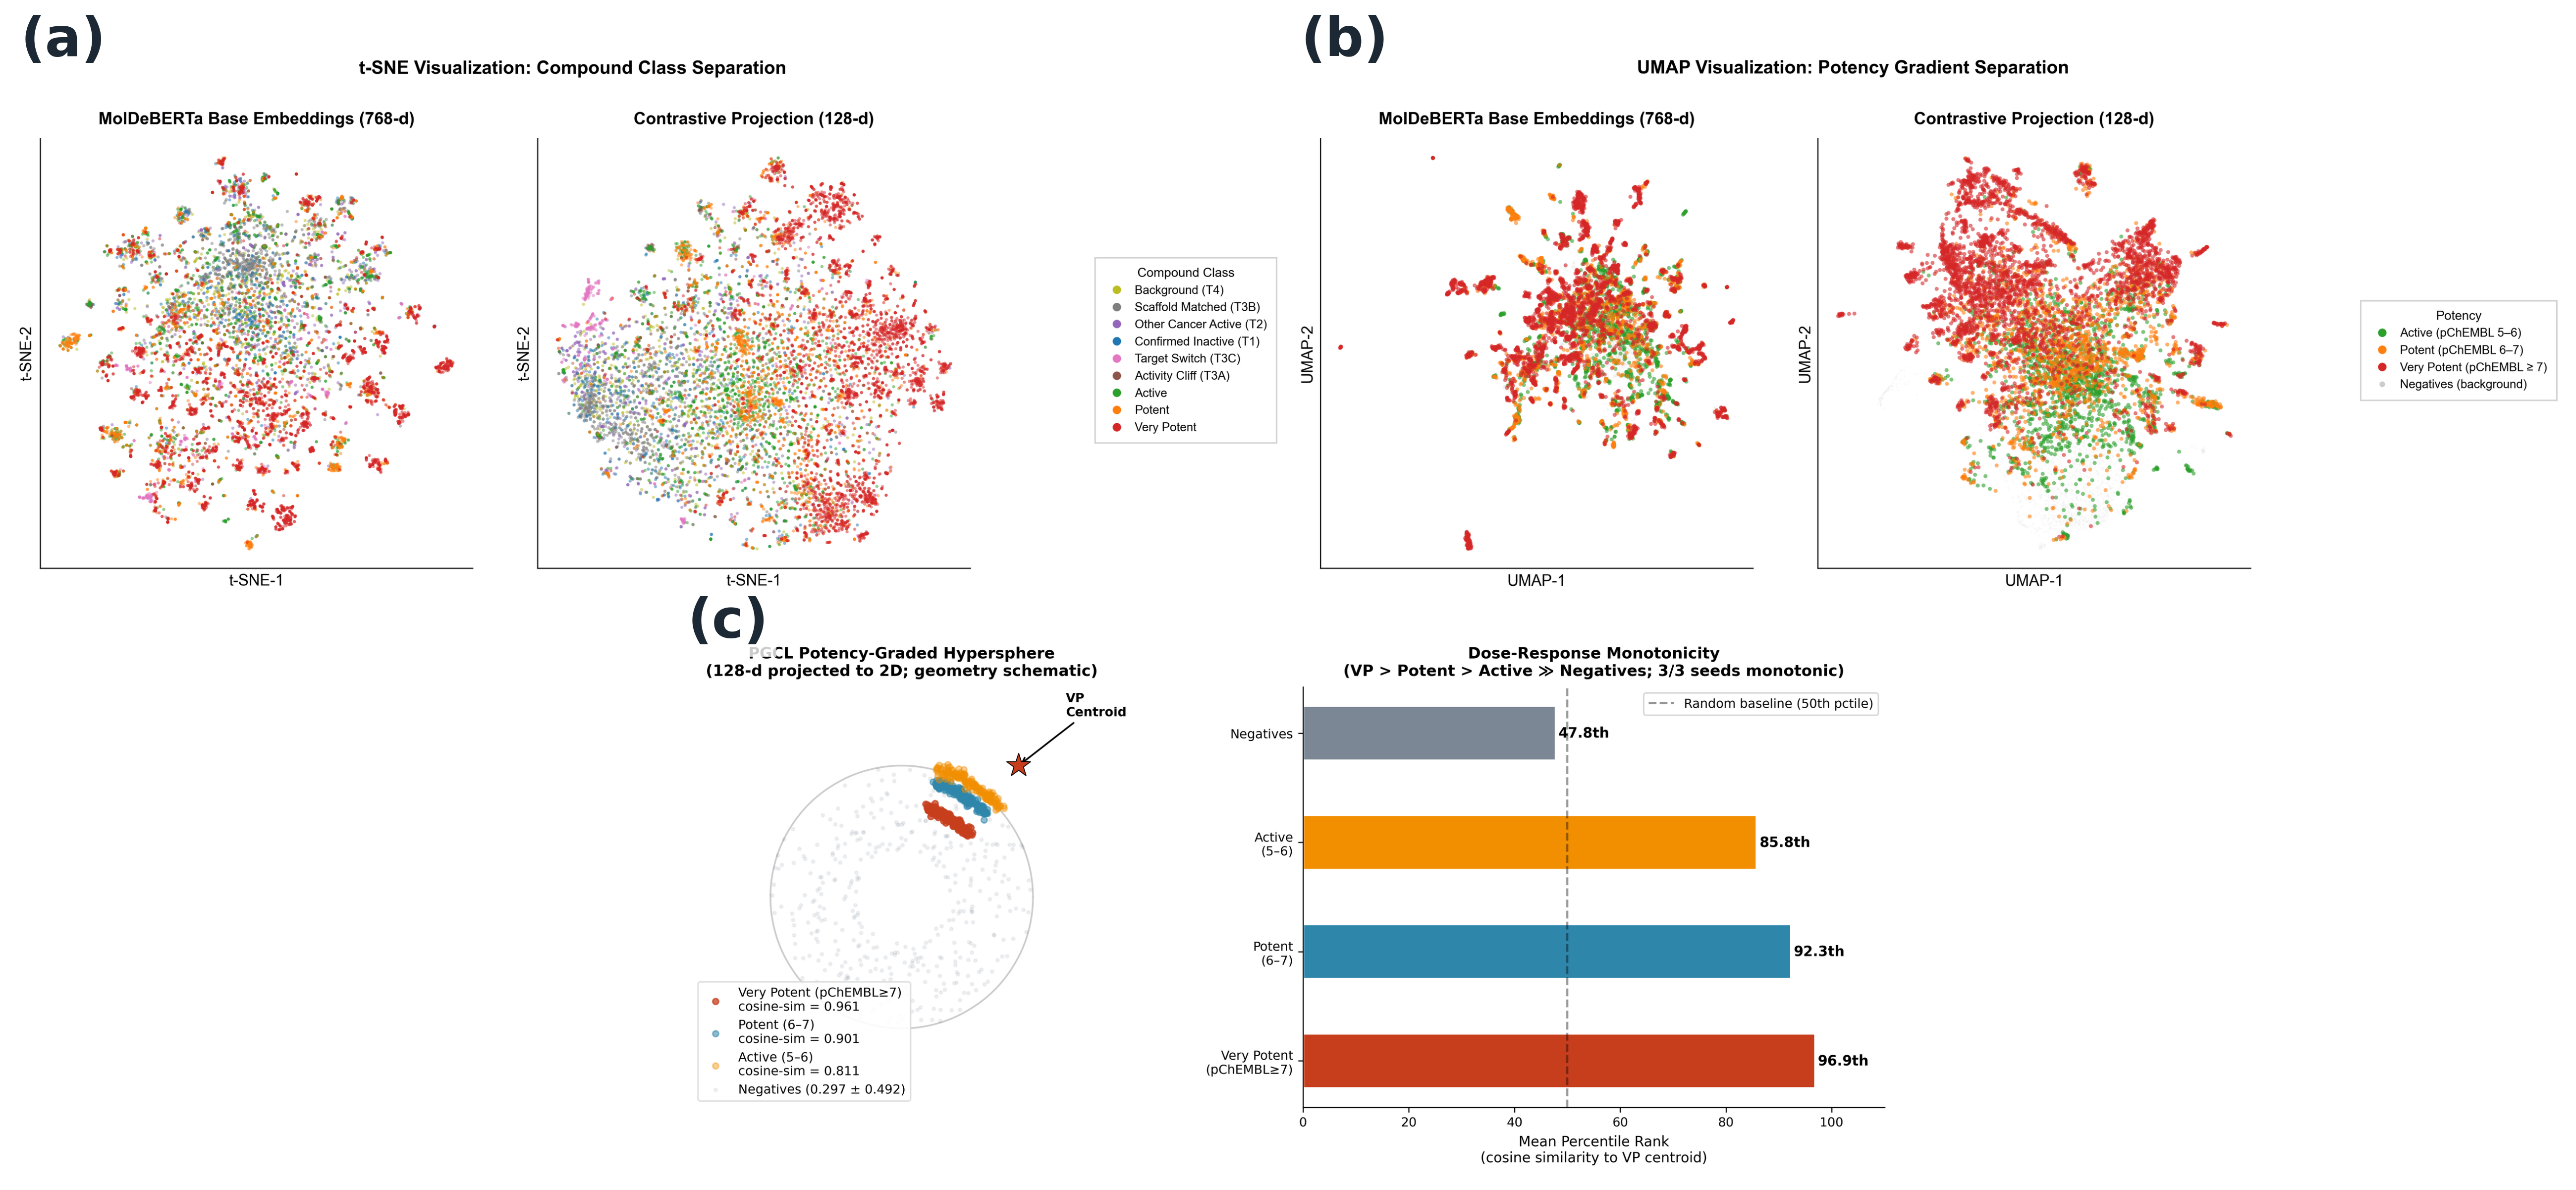 (a)
t-SNE Visualization: Compound Class Separation
MolDeBERTa Base Embeddings (768-d)
t-SNE-2
t-SNE-1
Contrastive Projection (128-d)
t-SNE-2
t-SNE-1
Compound Class
Background (T4)
Scaffold Matched (T3B)
Other Cancer Active (T2)
Confirmed Inactive (T1)
Target Switch (T3C)
Activity Cliff (T3A)
Active
Potent
Very Potent
(b)
UMAP Visualization: Potency Gradient Separation
MolDeBERTa Base Embeddings (768-d)
UMAP-2
UMAP-1
Contrastive Projection (128-d)
UMAP-2
UMAP-1
Potency
Active (pChEMBL 5–6)
Potent (pChEMBL 6–7)
Very Potent (pChEMBL ≥ 7)
Negatives (background)
(c)
PGCL Potency-Graded Hypersphere
(128-d projected to 2D; geometry schematic)
VP
Centroid
Very Potent (pChEMBL≥7)
cosine-sim = 0.961
Potent (6–7)
cosine-sim = 0.901
Active (5–6)
cosine-sim = 0.811
Negatives (0.297 ± 0.492)
Dose-Response Monotonicity
(VP > Potent > Active ≫ Negatives; 3/3 seeds monotonic)
Random baseline (50th pctile)
Negatives
47.8th
Active
(5–6)
85.8th
Potent
(6–7)
92.3th
Very Potent
(pChEMBL≥7)
96.9th
0 20 40 60 80 100
Mean Percentile Rank
(cosine similarity to VP centroid)